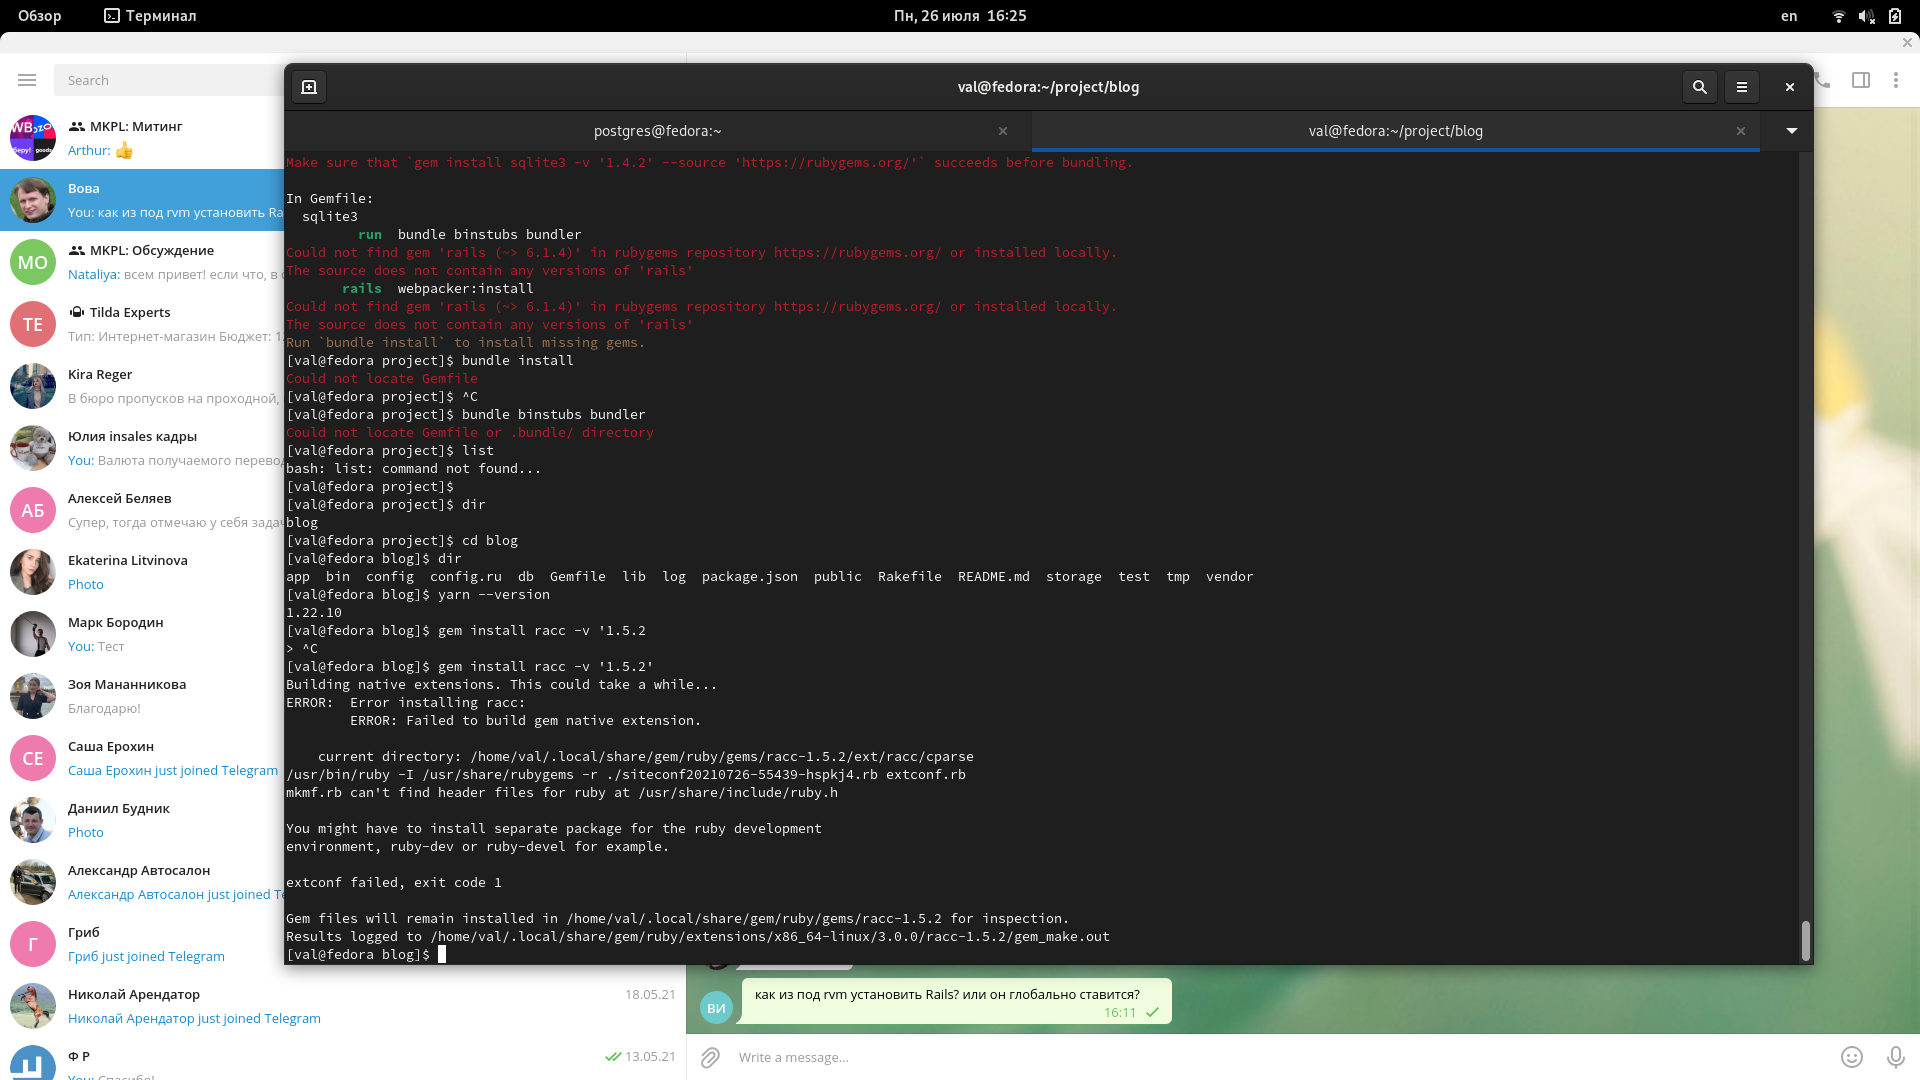 Обзор
Терминал
Пн, 26 июля 16:25
en
Search
MKPL: Митинг
Arthur: 👍
Вова
You: как из под rvm установить Ra
MO
MKPL: Обсуждение
Nataliya: всем привет! если что, в о
TE
Tilda Experts
Тип: Интернет-магазин Бюджет: 1
Kira Reger
В бюро пропусков на проходной,
Юлия insales кадры
You: Валюта получаемого перевод
АБ
Алексей Беляев
Супер, тогда отмечаю у себя задач
Ekaterina Litvinova
Photo
Марк Бородин
You: Тест
Зоя Мананникова
Благодарю!
СЕ
Саша Ерохин
Саша Ерохин just joined Telegram
Даниил Будник
Photo
Александр Автосалон
Александр Автосалон just joined Te
Г
Гриб
Гриб just joined Telegram
Николай Арендатор
18.05.21
Николай Арендатор just joined Telegram
Ф Р
13.05.21
You: Спасибо!
val@fedora:~/project/blog
postgres@fedora:~
val@fedora:~/project/blog
Make sure that `gem install sqlite3 -v '1.4.2' --source 'https://rubygems.org/'` succeeds before bundling.
In Gemfile:
sqlite3
run bundle binstubs bundler
Could not find gem 'rails (~> 6.1.4)' in rubygems repository https://rubygems.org/ or installed locally.
The source does not contain any versions of 'rails'
rails webpacker:install
Could not find gem 'rails (~> 6.1.4)' in rubygems repository https://rubygems.org/ or installed locally.
The source does not contain any versions of 'rails'
Run `bundle install` to install missing gems.
[val@fedora project]$ bundle install
Could not locate Gemfile
[val@fedora project]$ ^C
[val@fedora project]$ bundle binstubs bundler
Could not locate Gemfile or .bundle/ directory
[val@fedora project]$ list
bash: list: command not found...
[val@fedora project]$
[val@fedora project]$ dir
blog
[val@fedora project]$ cd blog
[val@fedora blog]$ dir
app bin config config.ru db Gemfile lib log package.json public Rakefile README.md storage test tmp vendor
[val@fedora blog]$ yarn --version
1.22.10
[val@fedora blog]$ gem install racc -v '1.5.2
> ^C
[val@fedora blog]$ gem install racc -v '1.5.2'
Building native extensions. This could take a while...
ERROR: Error installing racc:
ERROR: Failed to build gem native extension.
current directory: /home/val/.local/share/gem/ruby/gems/racc-1.5.2/ext/racc/cparse
/usr/bin/ruby -I /usr/share/rubygems -r ./siteconf20210726-55439-hspkj4.rb extconf.rb
mkmf.rb can't find header files for ruby at /usr/share/include/ruby.h
You might have to install separate package for the ruby development
environment, ruby-dev or ruby-devel for example.
extconf failed, exit code 1
Gem files will remain installed in /home/val/.local/share/gem/ruby/gems/racc-1.5.2 for inspection.
Results logged to /home/val/.local/share/gem/ruby/extensions/x86_64-linux/3.0.0/racc-1.5.2/gem_make.out
[val@fedora blog]$
ВИ
как из под rvm установить Rails? или он глобально ставится?
16:11
Write a message...